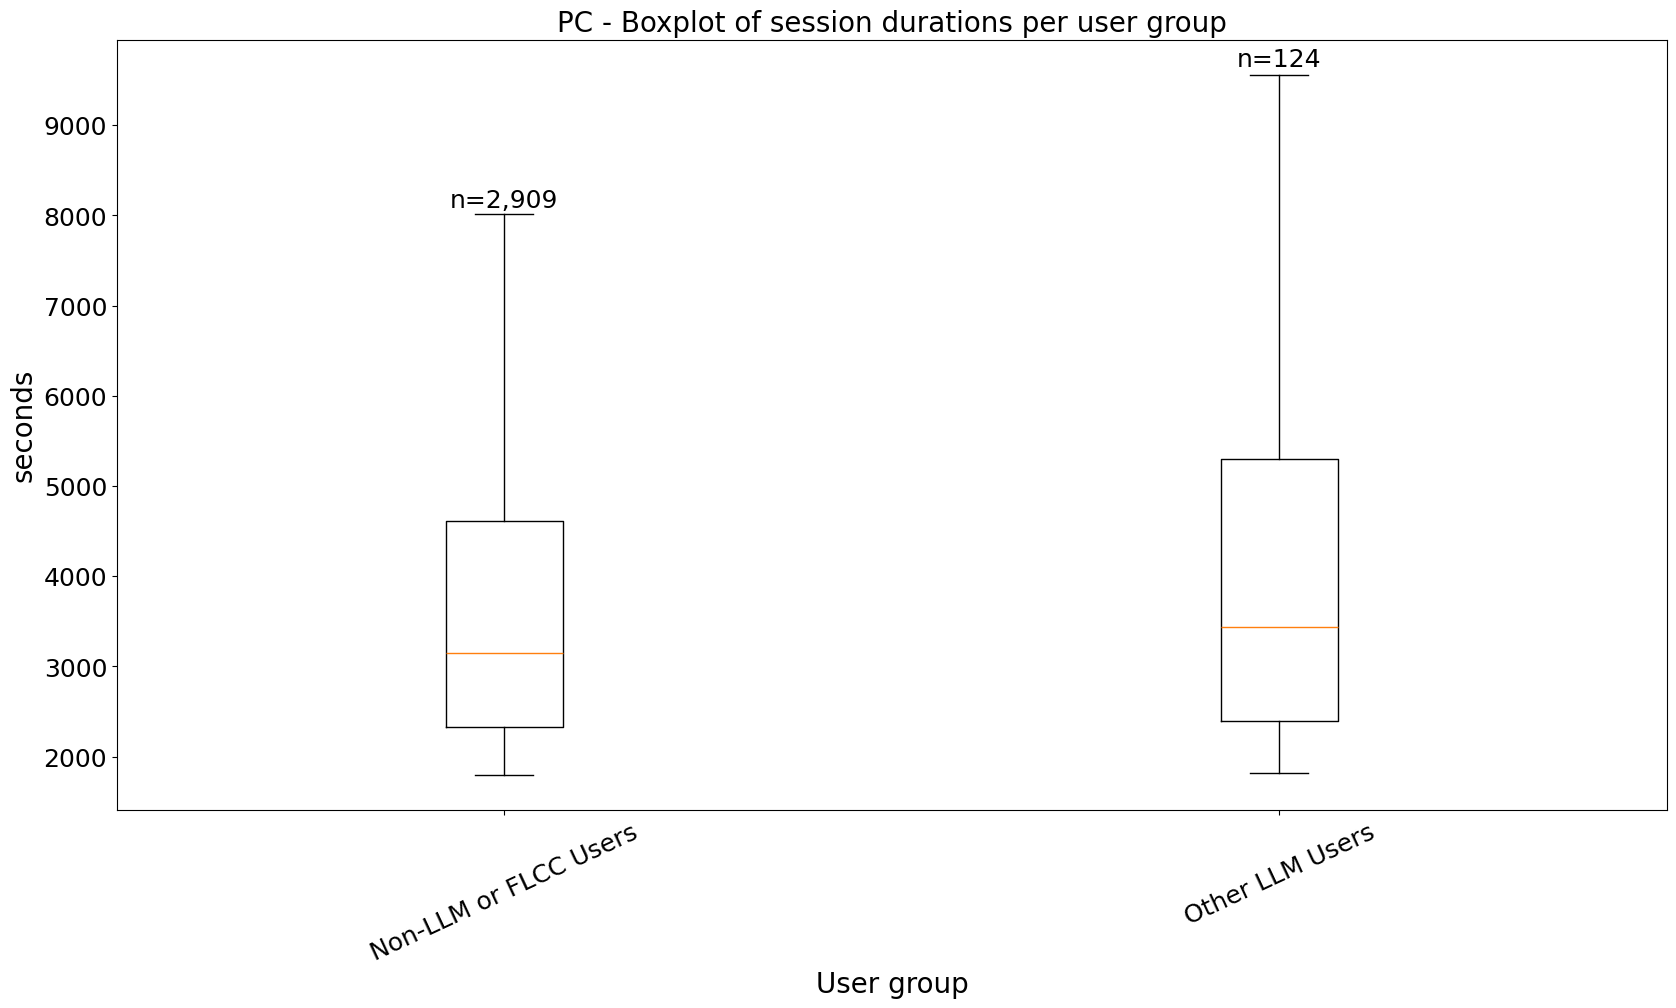 PC - Boxplot of session durations per user group
n=124
n=2,909
9000
8000
7000
6000
5000
4000
3000
2000
seconds
Non-LLM or FLCC Users
Other LLM Users
User group